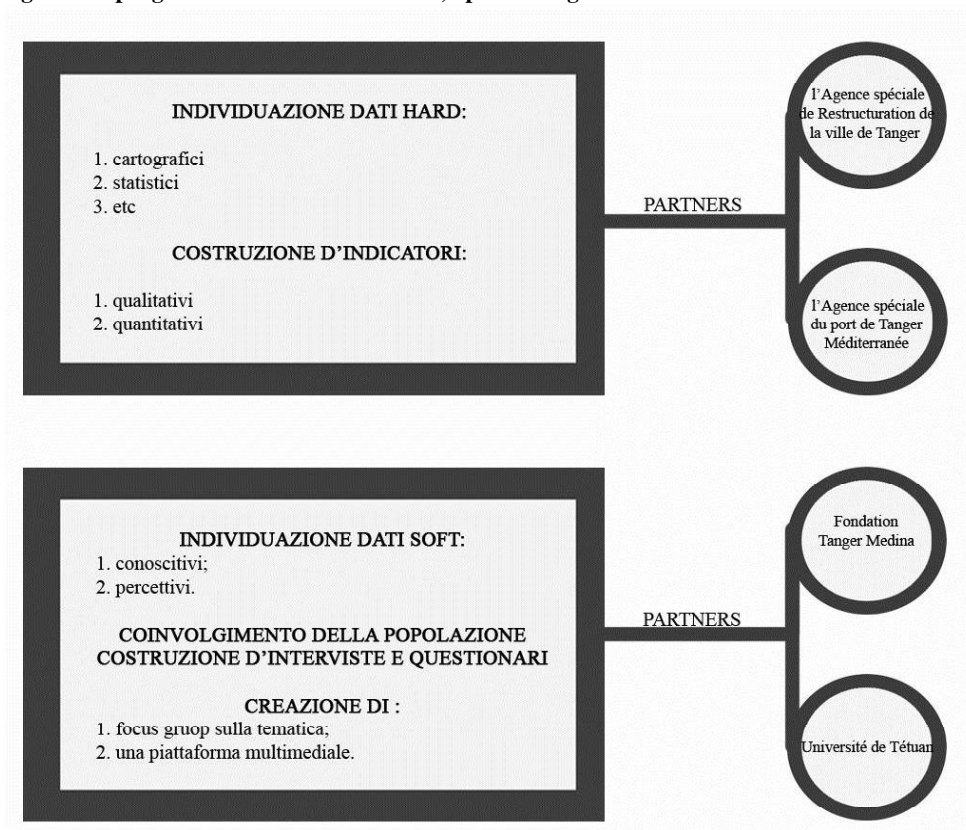 INDIVIDUAZIONE DATI HARD:
1. cartografici
2. statistici
3. etc
COSTRUZIONE D'INDICATORI:
1. qualitativi
2. quantitativi
PARTNERS
l'Agence spéciale
de Restructuration de
la ville de Tanger
l'Agence spéciale
du port de Tanger
Méditerranée
INDIVIDUAZIONE DATI SOFT:
1. conoscitivi;
2. percettivi.
COINVOLGIMENTO DELLA POPOLAZIONE
COSTRUZIONE D'INTERVISTE E QUESTIONARI
CREAZIONE DI :
1. focus gruop sulla tematica;
2. una piattaforma multimediale.
PARTNERS
Fondation
Tanger Medina
Université de Tétuan